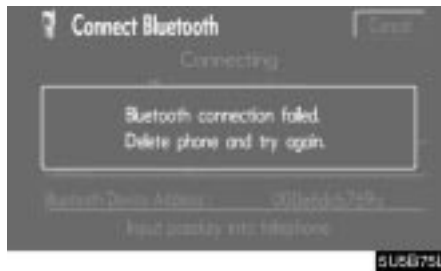 Connect Bluetooth
Cancel
Connecting
Bluetooth connection failed.
Delete phone and try again.
Bluetooth Device Address :
Input passkey into telephone